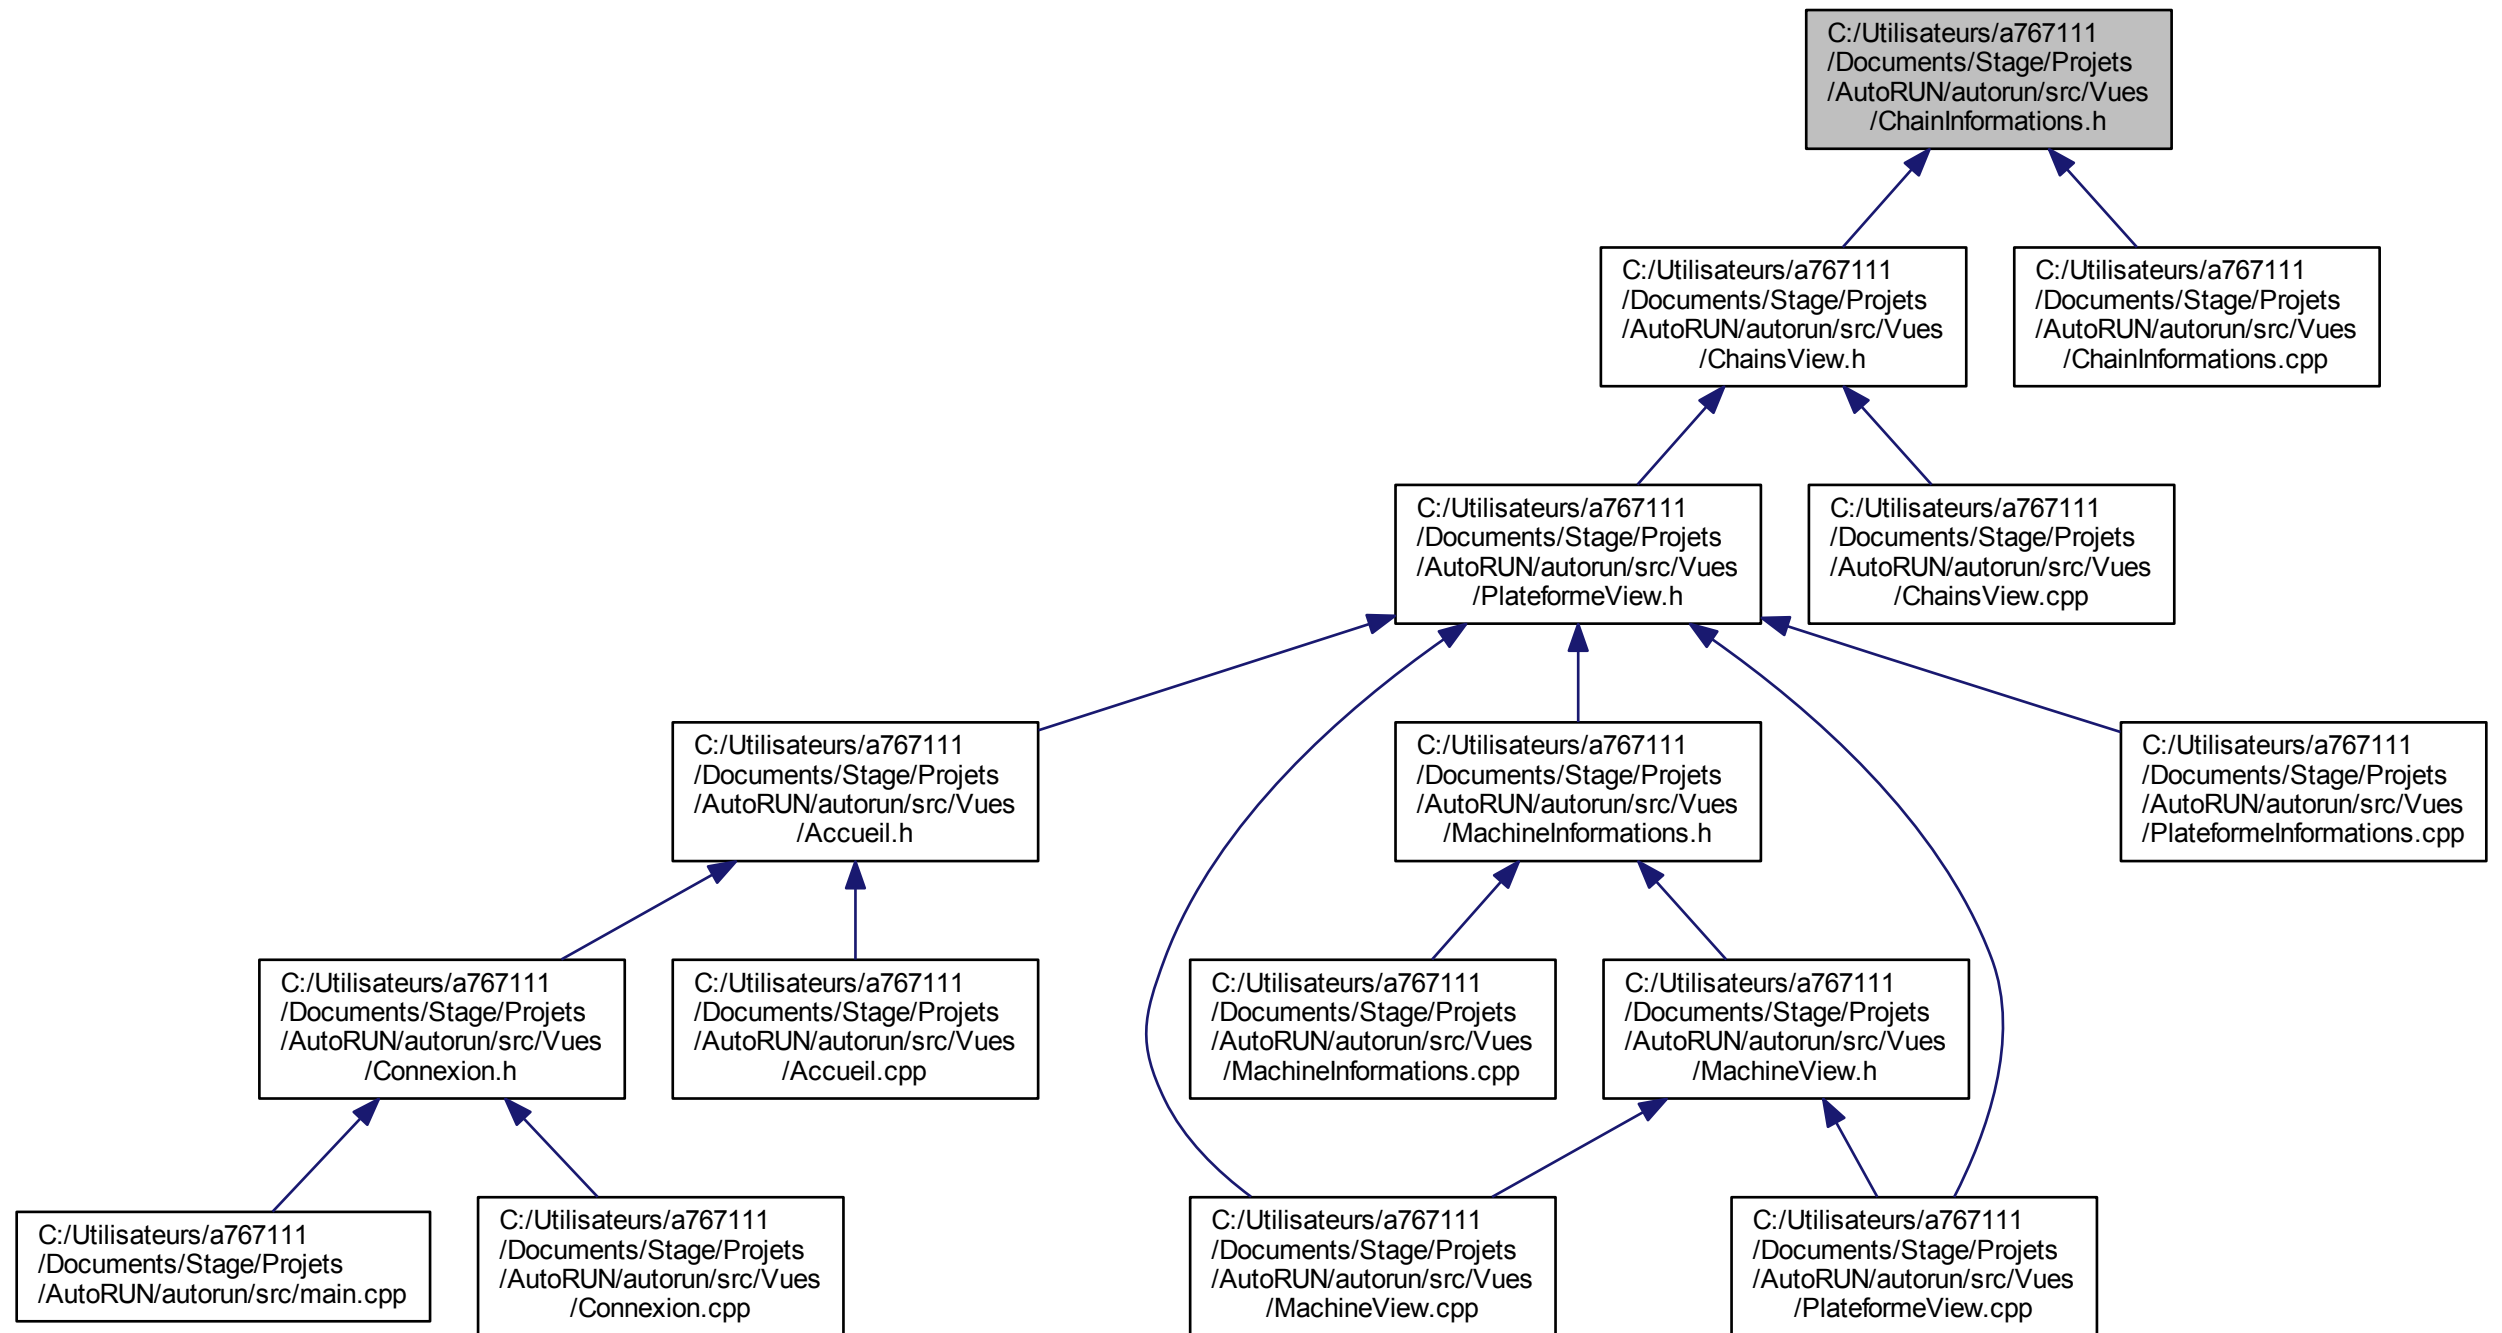 C:/Utilisateurs/a767111
/Documents/Stage/Projets
/AutoRUN/autorun/src/Vues
/ChainInformations.h
C:/Utilisateurs/a767111
/Documents/Stage/Projets
/AutoRUN/autorun/src/Vues
/ChainsView.h
C:/Utilisateurs/a767111
/Documents/Stage/Projets
/AutoRUN/autorun/src/Vues
/ChainInformations.cpp
C:/Utilisateurs/a767111
/Documents/Stage/Projets
/AutoRUN/autorun/src/Vues
/PlateformeView.h
C:/Utilisateurs/a767111
/Documents/Stage/Projets
/AutoRUN/autorun/src/Vues
/ChainsView.cpp
C:/Utilisateurs/a767111
/Documents/Stage/Projets
/AutoRUN/autorun/src/Vues
/Accueil.h
C:/Utilisateurs/a767111
/Documents/Stage/Projets
/AutoRUN/autorun/src/Vues
/MachineInformations.h
C:/Utilisateurs/a767111
/Documents/Stage/Projets
/AutoRUN/autorun/src/Vues
/PlateformeInformations.cpp
C:/Utilisateurs/a767111
/Documents/Stage/Projets
/AutoRUN/autorun/src/Vues
/Connexion.h
C:/Utilisateurs/a767111
/Documents/Stage/Projets
/AutoRUN/autorun/src/Vues
/Accueil.cpp
C:/Utilisateurs/a767111
/Documents/Stage/Projets
/AutoRUN/autorun/src/Vues
/MachineInformations.cpp
C:/Utilisateurs/a767111
/Documents/Stage/Projets
/AutoRUN/autorun/src/Vues
/MachineView.h
C:/Utilisateurs/a767111
/Documents/Stage/Projets
/AutoRUN/autorun/src/main.cpp
C:/Utilisateurs/a767111
/Documents/Stage/Projets
/AutoRUN/autorun/src/Vues
/Connexion.cpp
C:/Utilisateurs/a767111
/Documents/Stage/Projets
/AutoRUN/autorun/src/Vues
/MachineView.cpp
C:/Utilisateurs/a767111
/Documents/Stage/Projets
/AutoRUN/autorun/src/Vues
/PlateformeView.cpp